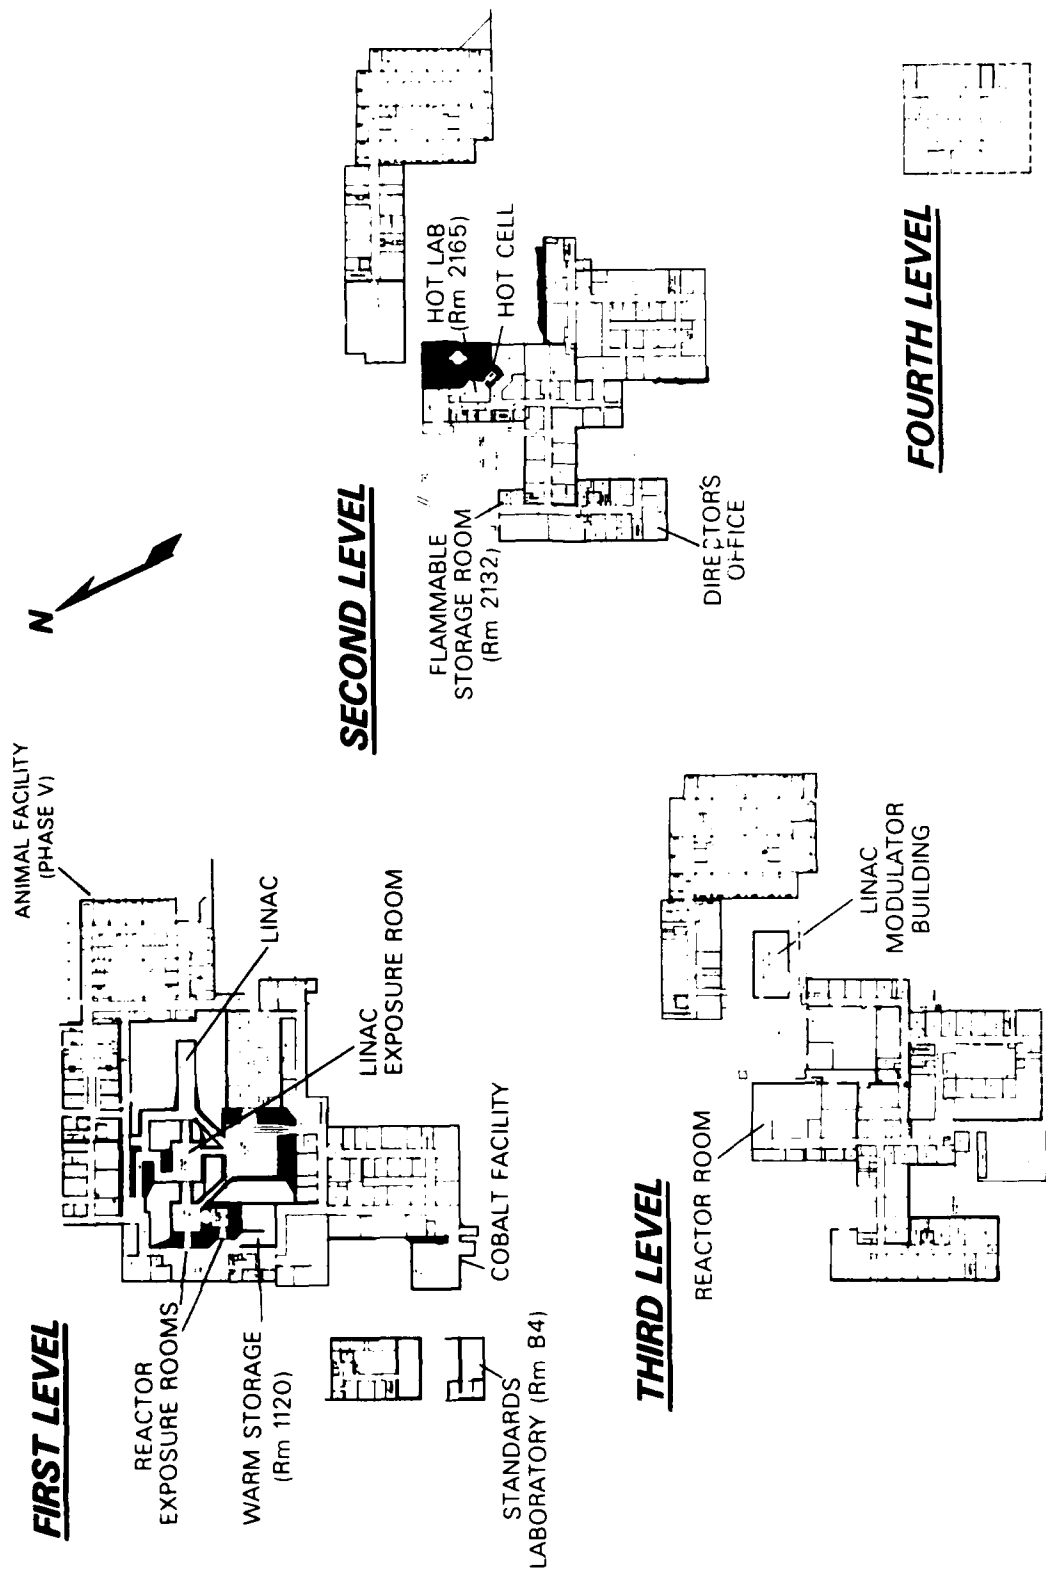 FIRST LEVEL
ANIMAL FACILITY
(PHASE V)
REACTOR
EXPOSURE ROOMS
LINAC
WARM STORAGE
(Rm 1120)
LINAC
EXPOSURE ROOM
STANDARDS
LABORATORY (Rm B4)
COBALT FACILITY
N
SECOND LEVEL
HOT LAB
(Rm 2165)
HOT CELL
FLAMMABLE
STORAGE ROOM
(Rm 2132)
DIRECTOR'S
OFFICE
THIRD LEVEL
REACTOR ROOM
LINAC
MODULATOR
BUILDING
FOURTH LEVEL